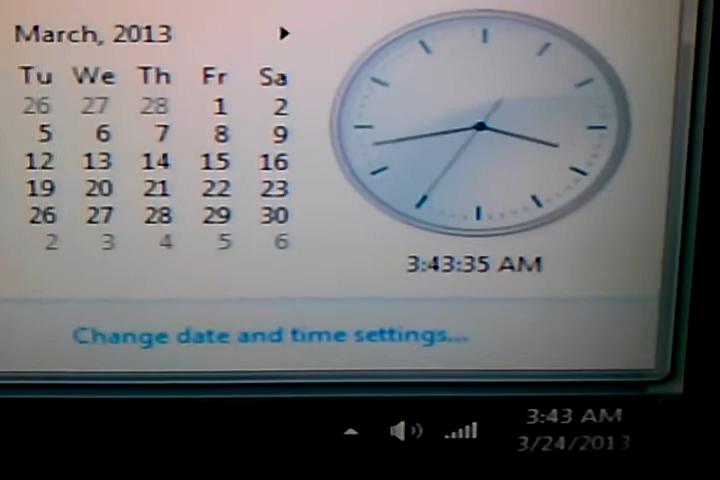 March, 2013
Tu We Th Fr Sa
26 27 28 1 2
5 6 7 8 9
12 13 14 15 16
19 20 21 22 23
26 27 28 29 30
2 3 4 5 6
3:43:35 AM
Change date and time settings...
3:43 AM
3/24/2013